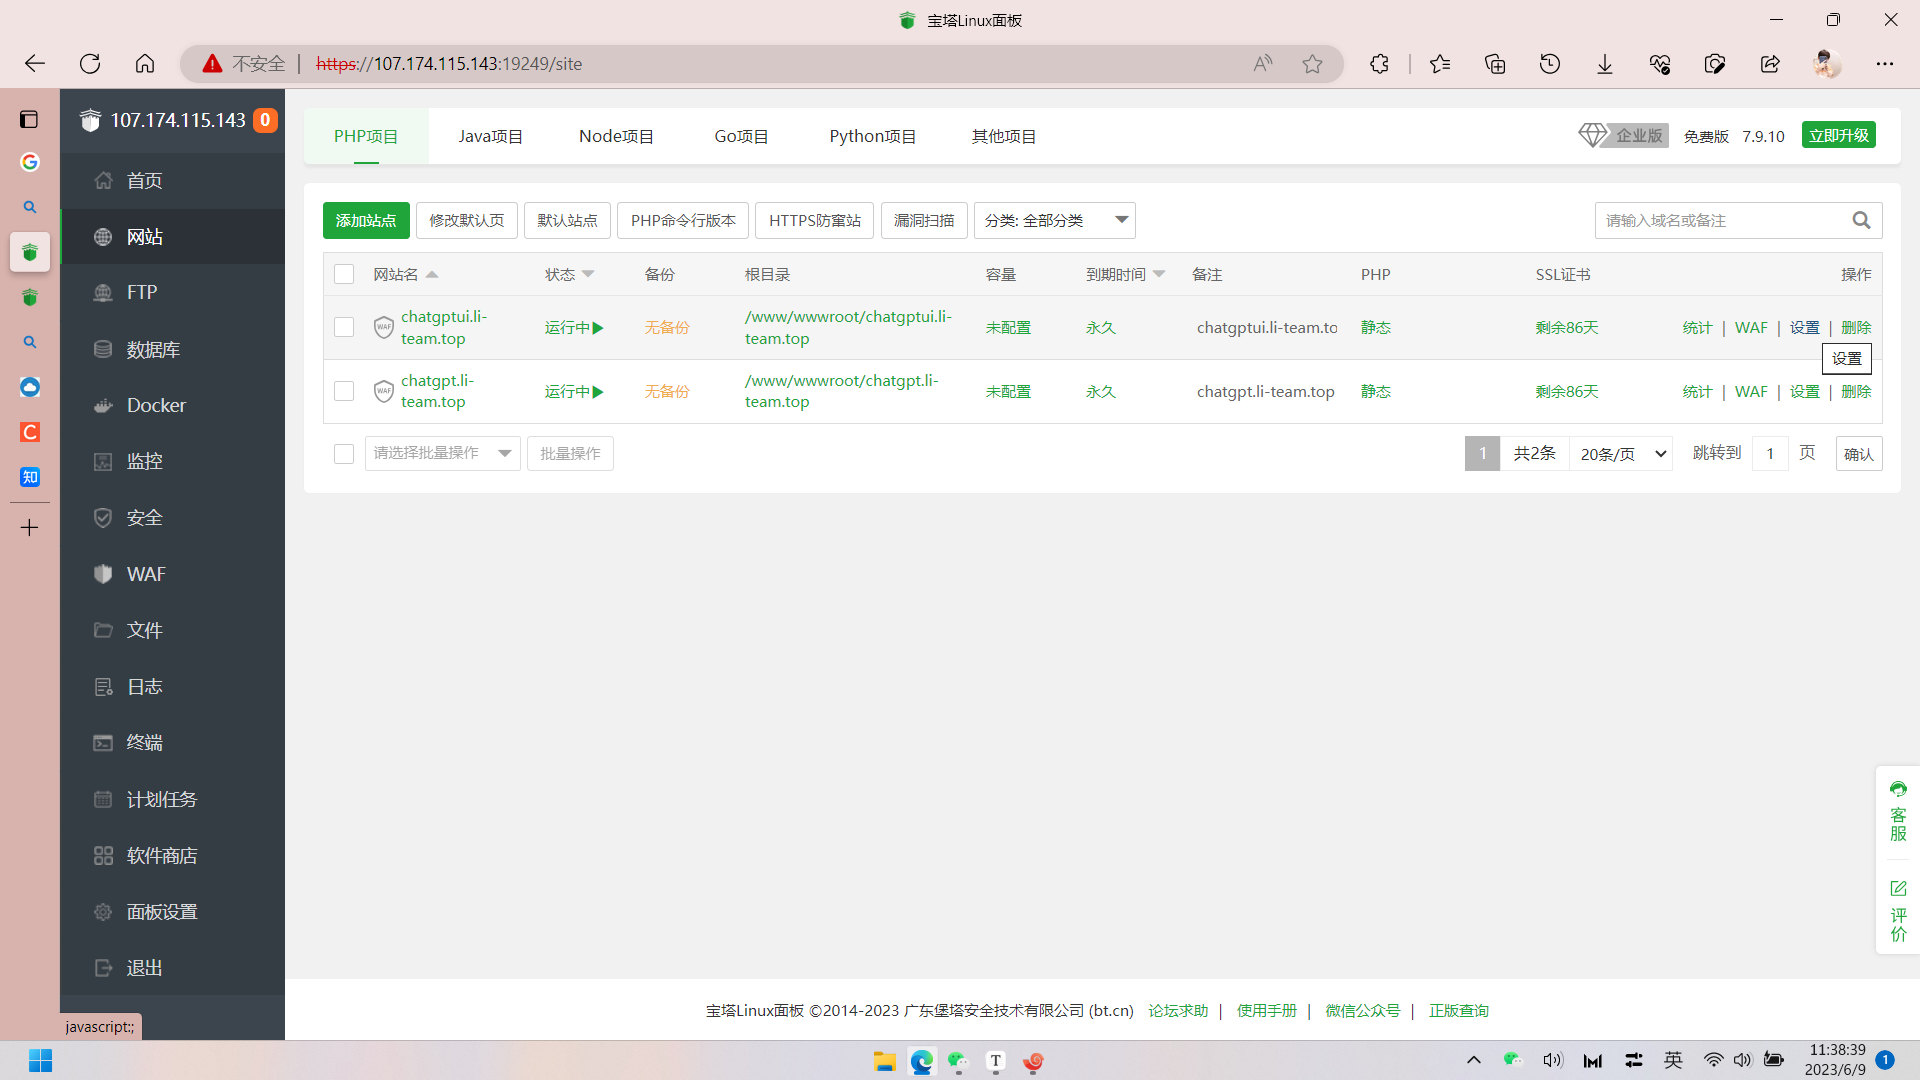 宝塔Linux面板
不安全 https://107.174.115.143:19249/site
107.174.115.143 0
首页
网站
FTP
数据库
Docker
监控
安全
WAF
文件
日志
终端
计划任务
软件商店
面板设置
退出
javascript:;
PHP项目 Java项目 Node项目 Go项目 Python项目 其他项目 企业版 免费版 7.9.10 立即升级
添加站点 修改默认页 默认站点 PHP命令行版本 HTTPS防窜站 漏洞扫描 分类: 全部分类 请输入域名或备注
网站名 状态 备份 根目录 容量 到期时间 备注 PHP SSL证书 操作
WAF chatgptui.li-team.top 运行中 无备份 /www/wwwroot/chatgptui.li-team.top 未配置 永久 chatgptui.li-team.to 静态 剩余86天 统计 | WAF | 设置 | 删除
设置
WAF chatgpt.li-team.top 运行中 无备份 /www/wwwroot/chatgpt.li-team.top 未配置 永久 chatgpt.li-team.top 静态 剩余86天 统计 | WAF | 设置 | 删除
请选择批量操作 批量操作 1 共2条 20条/页 跳转到 1 页 确认
客服
评价
宝塔Linux面板 ©2014-2023 广东堡塔安全技术有限公司 (bt.cn) 论坛求助 | 使用手册 | 微信公众号 | 正版查询
英 11:38:39
2023/6/9 1